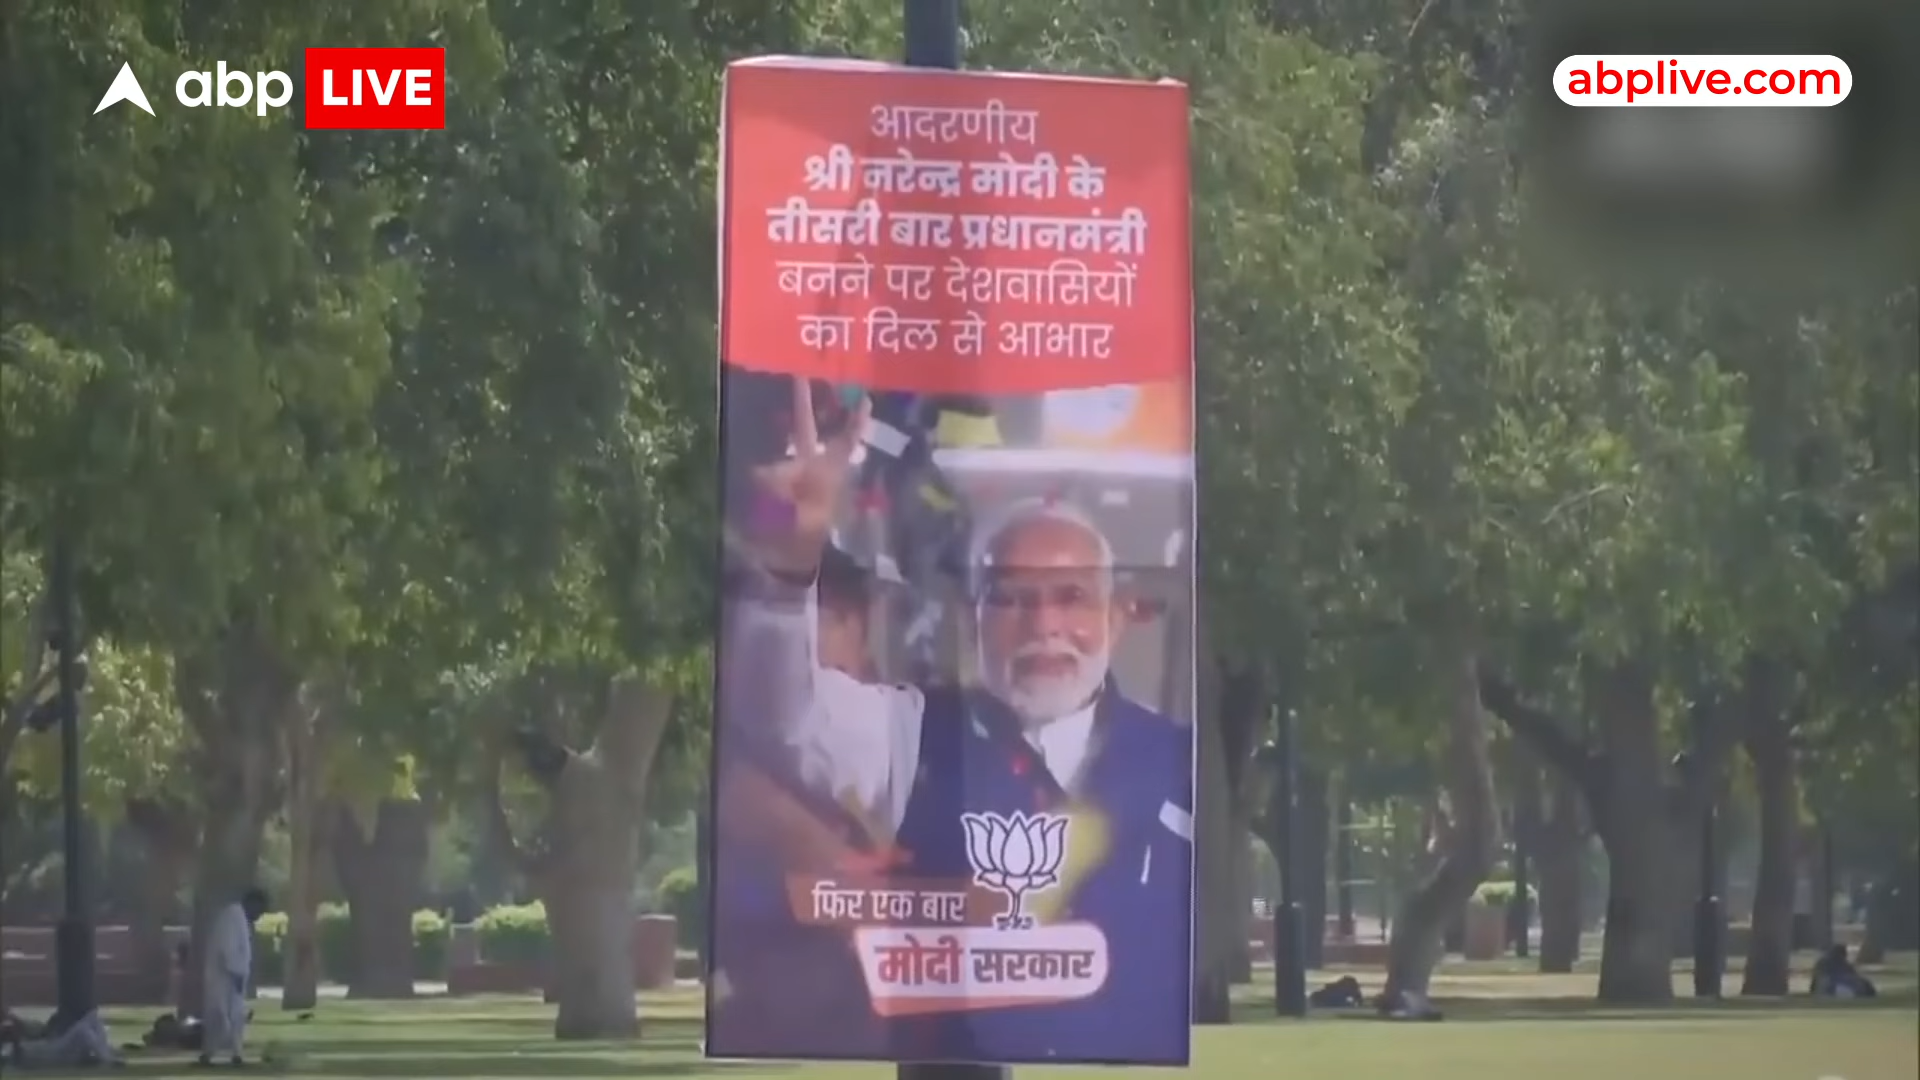 abp LIVE
abplive.com
आदरणीय
श्री नरेन्द्र मोदी के
तीसरी बार प्रधानमंत्री
बनने पर देशवासियों
का दिल से आभार
फिर एक बार
मोदी सरकार